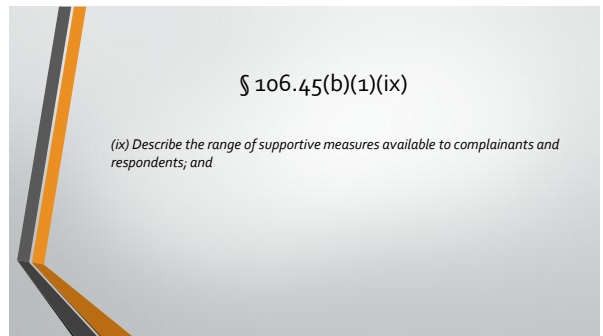 § 106.45(b)(1)(ix)
(ix) Describe the range of supportive measures available to complainants and
respondents; and